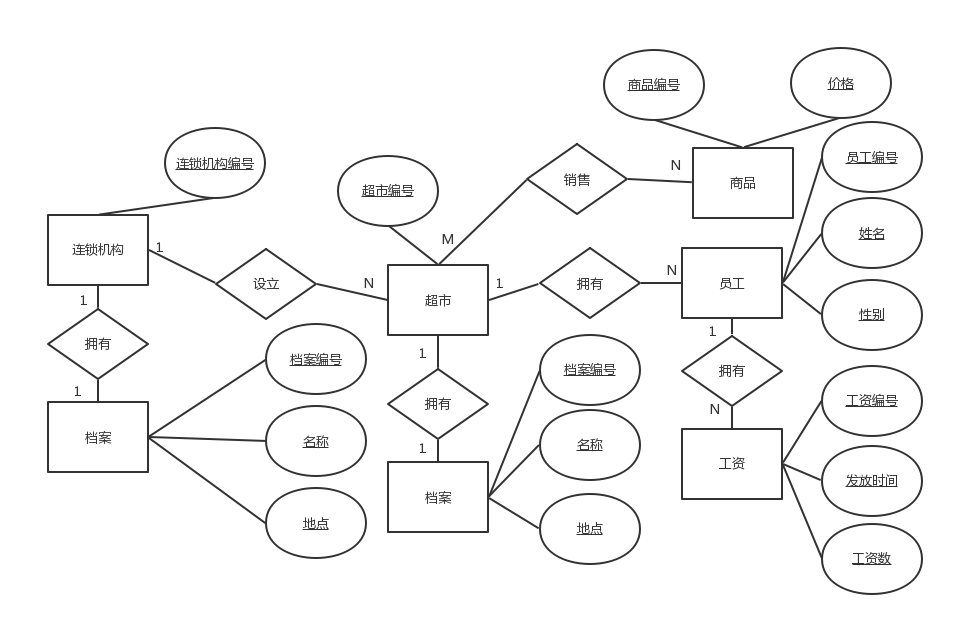 商品编号
价格
连锁机构编号
员工编号
超市编号
销售
N
商品
姓名
M
连锁机构
1
设立
N
超市
1
拥有
N
员工
性别
1
拥有
1
档案
档案编号
名称
地点
1
拥有
1
档案
档案编号
名称
地点
1
拥有
N
工资
工资编号
发放时间
工资数